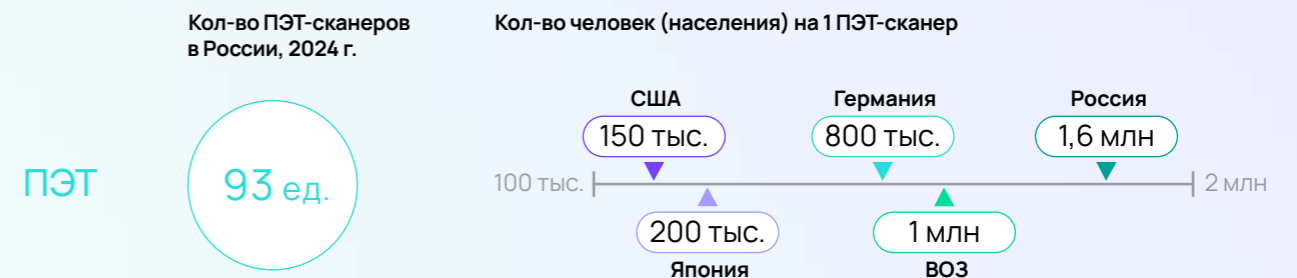 Кол-во ПЭТ-сканеров
в России, 2024 г.
Кол-во человек (населения) на 1 ПЭТ-сканер
ПЭТ
93 ед.
США
Германия
Россия
150 тыс.
800 тыс.
1,6 млн
100 тыс.
2 млн
200 тыс.
1 млн
Япония
ВОЗ